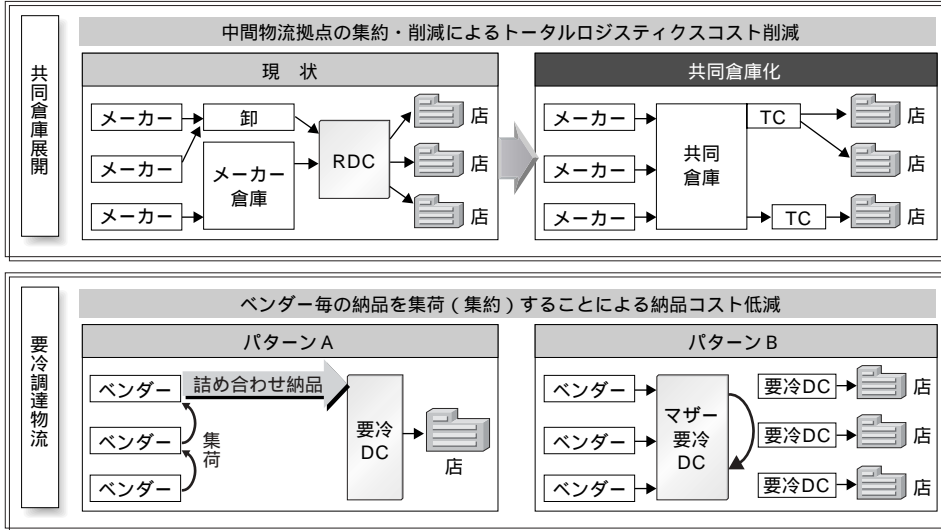 共同倉庫展開
中間物流拠点の集約・削減によるトータルロジスティクスコスト削減
現 状
メーカー
卸
メーカー
メーカー
倉庫
メーカー
RDC
店
店
店
共同倉庫化
メーカー
メーカー
メーカー
共同
倉庫
TC
店
店
TC
店
要冷調達物流
ベンダー毎の納品を集荷(集約)することによる納品コスト低減
パターンA
ベンダー
詰め合わせ納品
ベンダー
集荷
ベンダー
要冷
DC
店
パターンB
ベンダー
ベンダー
ベンダー
マザー
要冷
DC
要冷DC
店
要冷DC
店
要冷DC
店